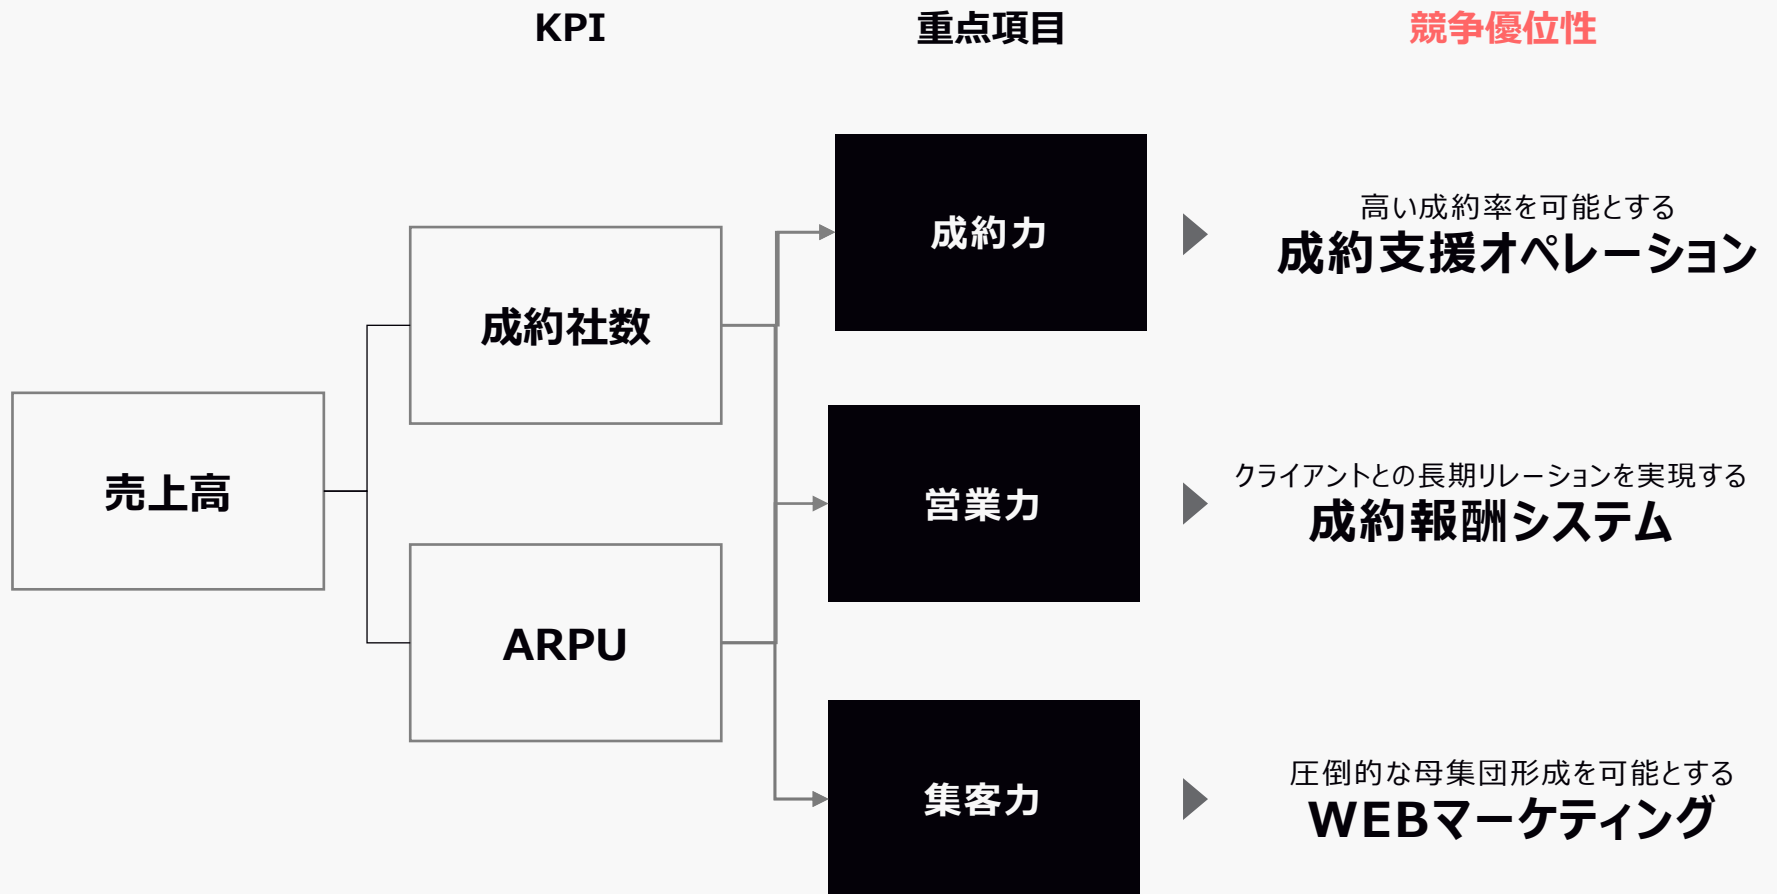 KPI
重点項目
競争優位性
売上高
成約社数
ARPU
成約力
高い成約率を可能とする
成約支援オペレーション
営業力
クライアントとの長期リレーションを実現する
成約報酬システム
集客力
圧倒的な母集団形成を可能とする
WEBマーケティング